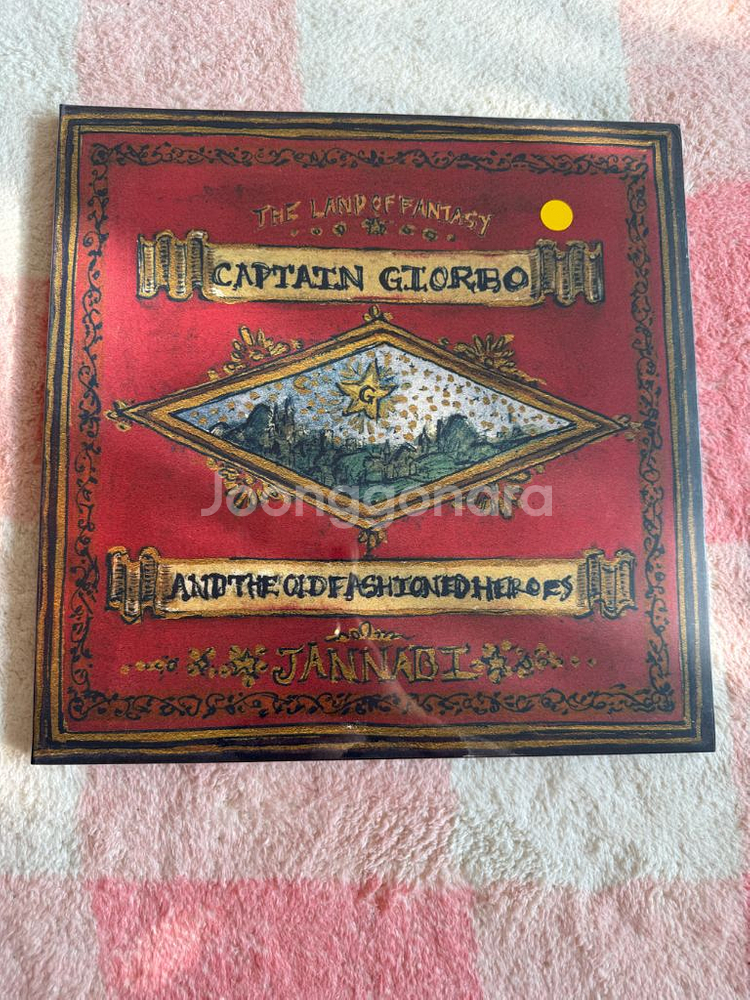 THE LAND OF FANTASY
CAPTAIN GIORBO
G
Joonggonara
AND THE OLD FASHIONED HEROES
JANNABI